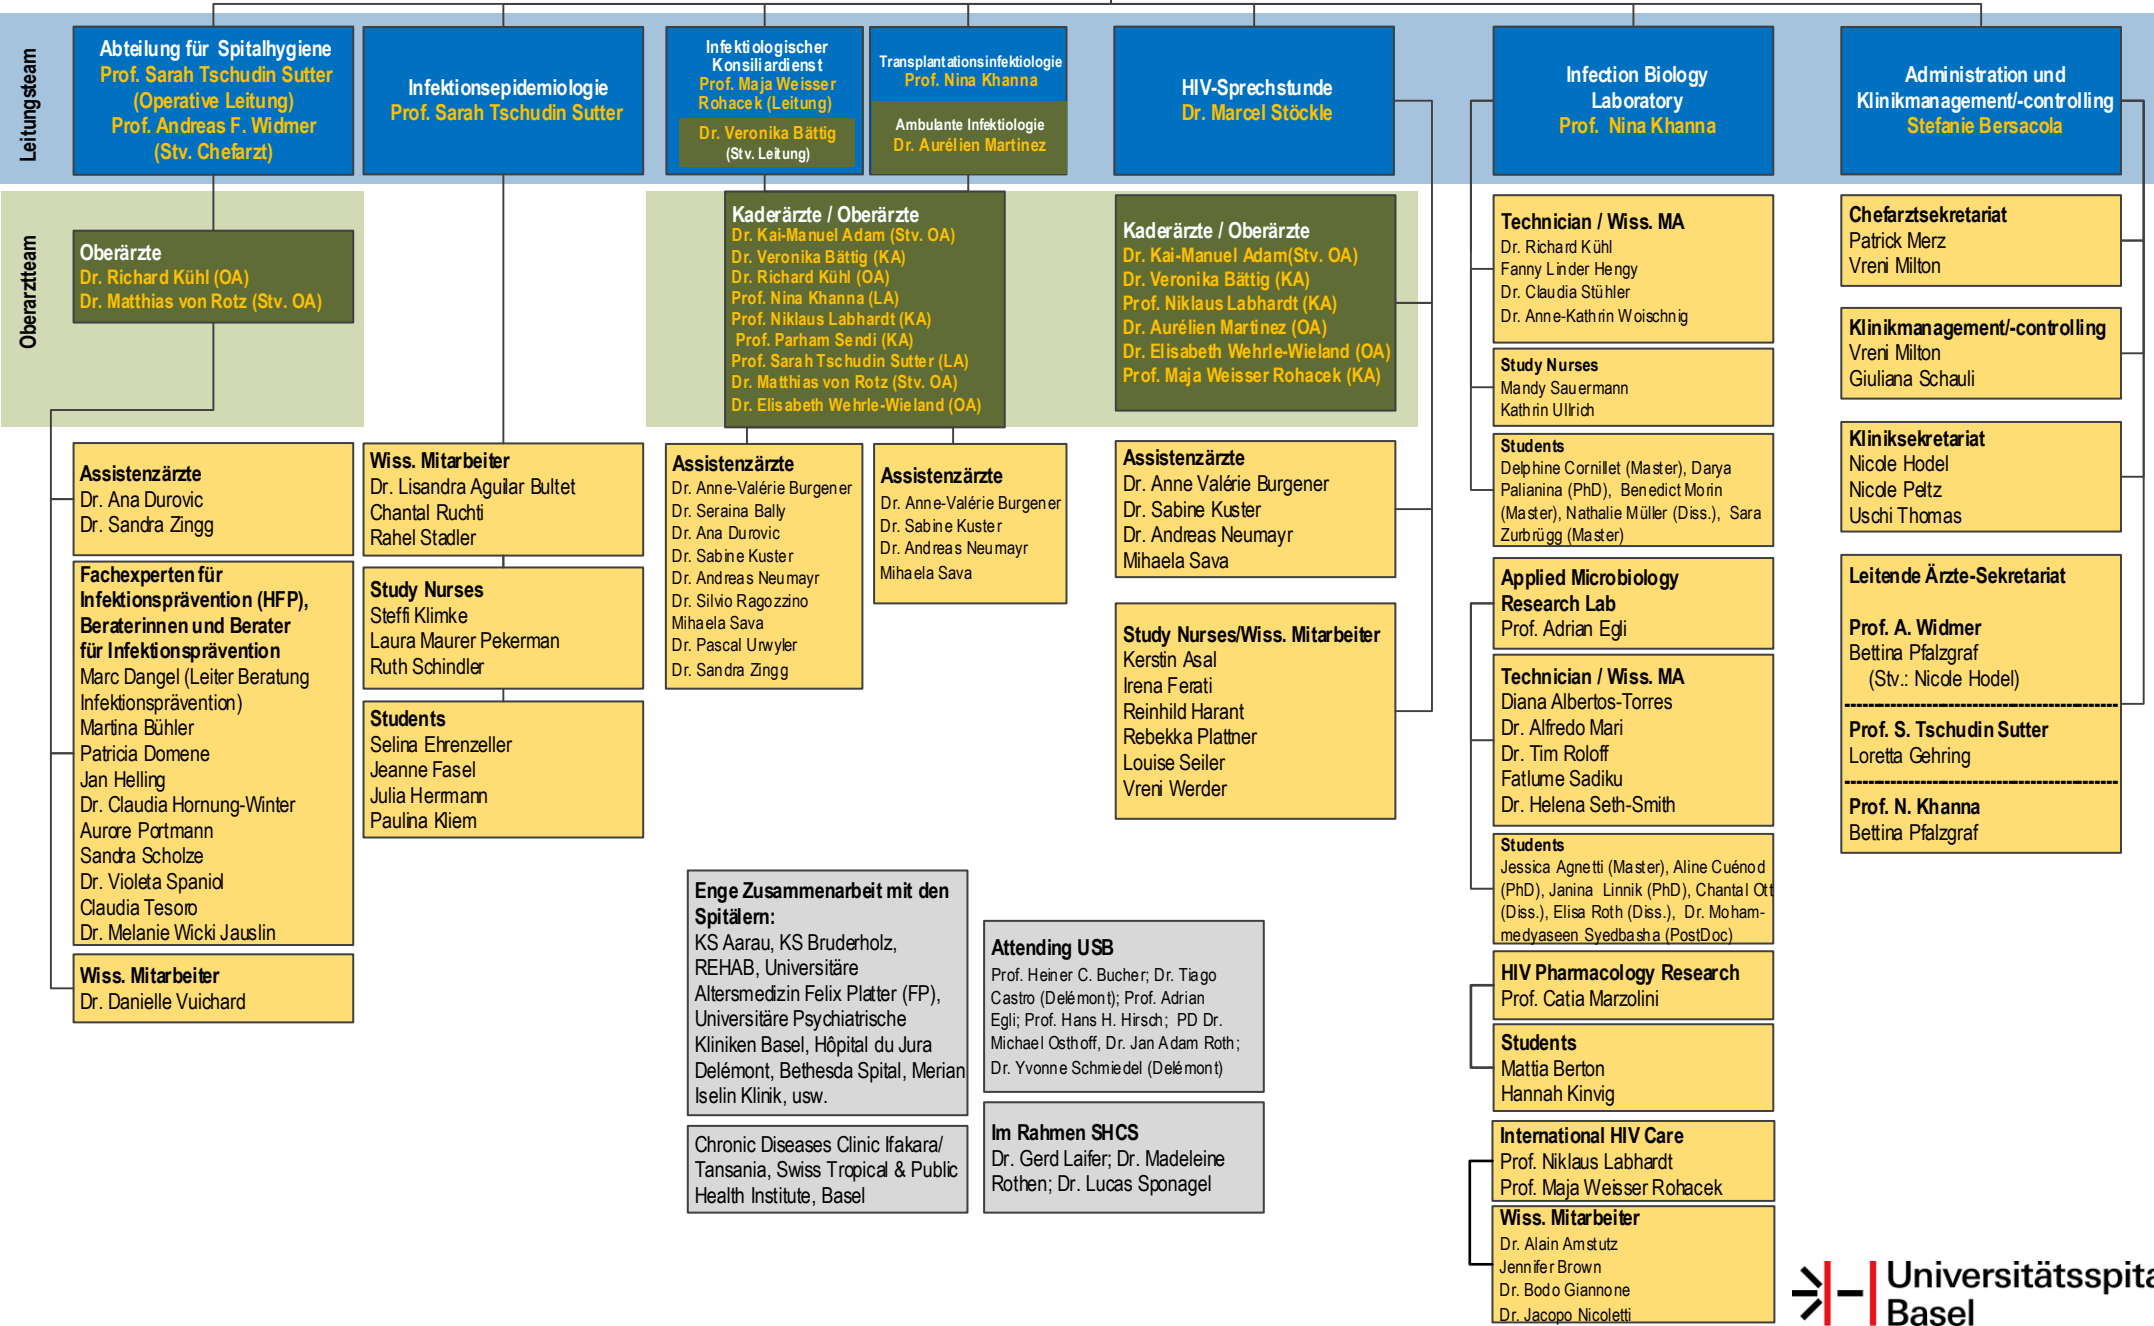 Leitungsteam
Abteilung für Spitalhygiene
Prof. Sarah Tschudin Sutter
(Operative Leitung)
Prof. Andreas F. Widmer
(Stv. Chefarzt)
Infektionsepidemiologie
Prof. Sarah Tschudin Sutter
Infektiologischer
Konsiliardienst
Prof. Maja Weisser
Rohacek (Leitung)
Dr. Veronika Bättig
(Stv. Leitung)
Transplantationsinfektiologie
Prof. Nina Khanna
Ambulante Infektiologie
Dr. Aurélien Martinez
HIV-Sprechstunde
Dr. Marcel Stöckle
Infection Biology
Laboratory
Prof. Nina Khanna
Administration und
Klinikmanagement/-controlling
Stefanie Bersacola
Oberarztteam
Oberärzte
Dr. Richard Kühl (OA)
Dr. Matthias von Rotz (Stv. OA)
Kaderärzte / Oberärzte
Dr. Kai-Manuel Adam (Stv. OA)
Dr. Veronika Bättig (KA)
Dr. Richard Kühl (OA)
Prof. Nina Khanna (LA)
Prof. Niklaus Labhardt (KA)
Prof. Parham Sendi (KA)
Prof. Sarah Tschudin Sutter (LA)
Dr. Matthias von Rotz (Stv. OA)
Dr. Elisabeth Wehrle-Wieland (OA)
Kaderärzte / Oberärzte
Dr. Kai-Manuel Adam(Stv. OA)
Dr. Veronika Bättig (KA)
Prof. Niklaus Labhardt (KA)
Dr. Aurélien Martinez (OA)
Dr. Elisabeth Wehrle-Wieland (OA)
Prof. Maja Weisser Rohacek (KA)
Assistenzärzte
Dr. Ana Durovic
Dr. Sandra Zingg
Fachexperten für
Infektionsprävention (HFP),
Beraterinnen und Berater
für Infektionsprävention
Marc Dangel (Leiter Beratung
Infektionsprävention)
Martina Bühler
Patricia Domene
Jan Helling
Dr. Claudia Hornung-Winter
Aurore Portmann
Sandra Scholze
Dr. Violeta Spaniol
Claudia Tesoro
Dr. Melanie Wicki Jauslin
Wiss. Mitarbeiter
Dr. Danielle Vuichard
Wiss. Mitarbeiter
Dr. Lisandra Aguilar Bultet
Chantal Ruchti
Rahel Stadler
Study Nurses
Steffi Klimke
Laura Maurer Pekerman
Ruth Schindler
Students
Selina Ehrenzeller
Jeanne Fasel
Julia Herrmann
Paulina Kliem
Assistenzärzte
Dr. Anne-Valérie Burgener
Dr. Seraina Bally
Dr. Ana Durovic
Dr. Sabine Kuster
Dr. Andreas Neumayr
Dr. Silvio Ragozzino
Mihaela Sava
Dr. Pascal Urwyler
Dr. Sandra Zingg
Assistenzärzte
Dr. Anne-Valérie Burgener
Dr. Sabine Kuster
Dr. Andreas Neumayr
Mihaela Sava
Assistenzärzte
Dr. Anne Valérie Burgener
Dr. Sabine Kuster
Dr. Andreas Neumayr
Mihaela Sava
Study Nurses/Wiss. Mitarbeiter
Kerstin Asal
Irena Ferati
Reinhild Harant
Rebekka Plattner
Louise Seiler
Vreni Werder
Enge Zusammenarbeit mit den
Spitälern:
KS Aarau, KS Bruderholz,
REHAB, Universitäre
Altersmedizin Felix Platter (FP),
Universitäre Psychiatrische
Kliniken Basel, Hôpital du Jura
Delémont, Bethesda Spital, Merian
Iselin Klinik, usw.
Chronic Diseases Clinic Ifakara/
Tansania, Swiss Tropical & Public
Health Institute, Basel
Attending USB
Prof. Heiner C. Bucher; Dr. Tiago
Castro (Delémont); Prof. Adrian
Egli; Prof. Hans H. Hirsch; PD Dr.
Michael Osthoff, Dr. Jan Adam Roth;
Dr. Yvonne Schmiedel (Delémont)
Im Rahmen SHCS
Dr. Gerd Laifer; Dr. Madeleine
Rothen; Dr. Lucas Sponagel
Technician / Wiss. MA
Dr. Richard Kühl
Fanny Linder Hengy
Dr. Claudia Stühler
Dr. Anne-Kathrin Woischnig
Study Nurses
Mandy Sauermann
Kathrin Ullrich
Students
Delphine Cornillet (Master), Darya
Palianina (PhD), Benedict Morin
(Master), Nathalie Müller (Diss.), Sara
Zurbrügg (Master)
Applied Microbiology
Research Lab
Prof. Adrian Egli
Technician / Wiss. MA
Diana Albertos-Torres
Dr. Alfredo Mari
Dr. Tim Roloff
Fatlume Sadiku
Dr. Helena Seth-Smith
Students
Jessica Agnetti (Master), Aline Cuénod
(PhD), Janina Linnik (PhD), Chantal Ott
(Diss.), Elisa Roth (Diss.), Dr. Moham-
medyaseen Syedbasha (PostDoc)
HIV Pharmacology Research
Prof. Catia Marzolini
Students
Mattia Berton
Hannah Kinvig
International HIV Care
Prof. Niklaus Labhardt
Prof. Maja Weisser Rohacek
Wiss. Mitarbeiter
Dr. Alain Amstutz
Jennifer Brown
Dr. Bodo Giannone
Dr. Jacopo Nicoletti
Chefarztsekretariat
Patrick Merz
Vreni Milton
Klinikmanagement/-controlling
Vreni Milton
Giuliana Schauli
Kliniksekretariat
Nicole Hodel
Nicole Peltz
Uschi Thomas
Leitende Ärzte-Sekretariat
Prof. A. Widmer
Bettina Pfalzgraf
(Stv.: Nicole Hodel)
Prof. S. Tschudin Sutter
Loretta Gehring
Prof. N. Khanna
Bettina Pfalzgraf
Universitätsspita
Basel